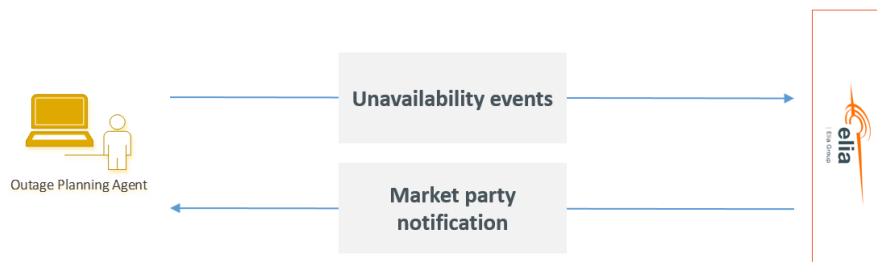 Unavailability events
Outage Planning Agent
Market party
notification
elia
Elia Group